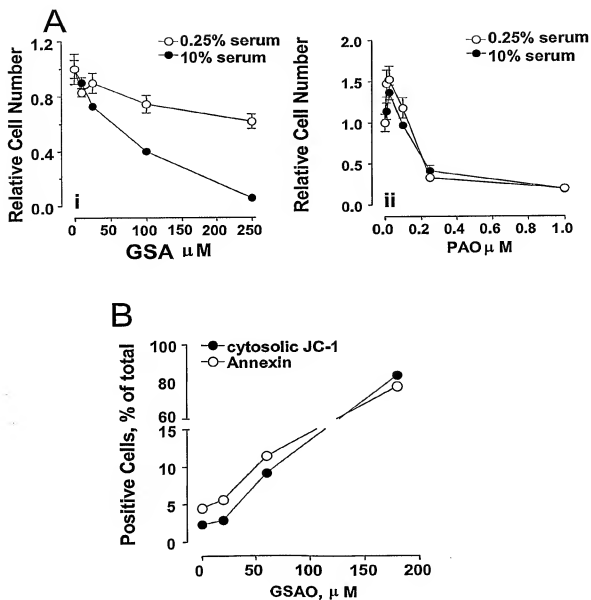 A
0.25% serum
10% serum
Relative Cell Number
1.2
0.8
0.4
0.0
i
0 50 100 150 200 250
GSA μM
0.25% serum
10% serum
Relative Cell Number
2.0
1.5
1.0
0.5
0.0
ii
0.0 0.2 0.4 0.6 0.8 1.0
PAO μM
B
cytosolic JC-1
Annexin
Positive Cells, % of total
100
80
60
15
10
5
0
0 50 100 150 200
GSAO, μM